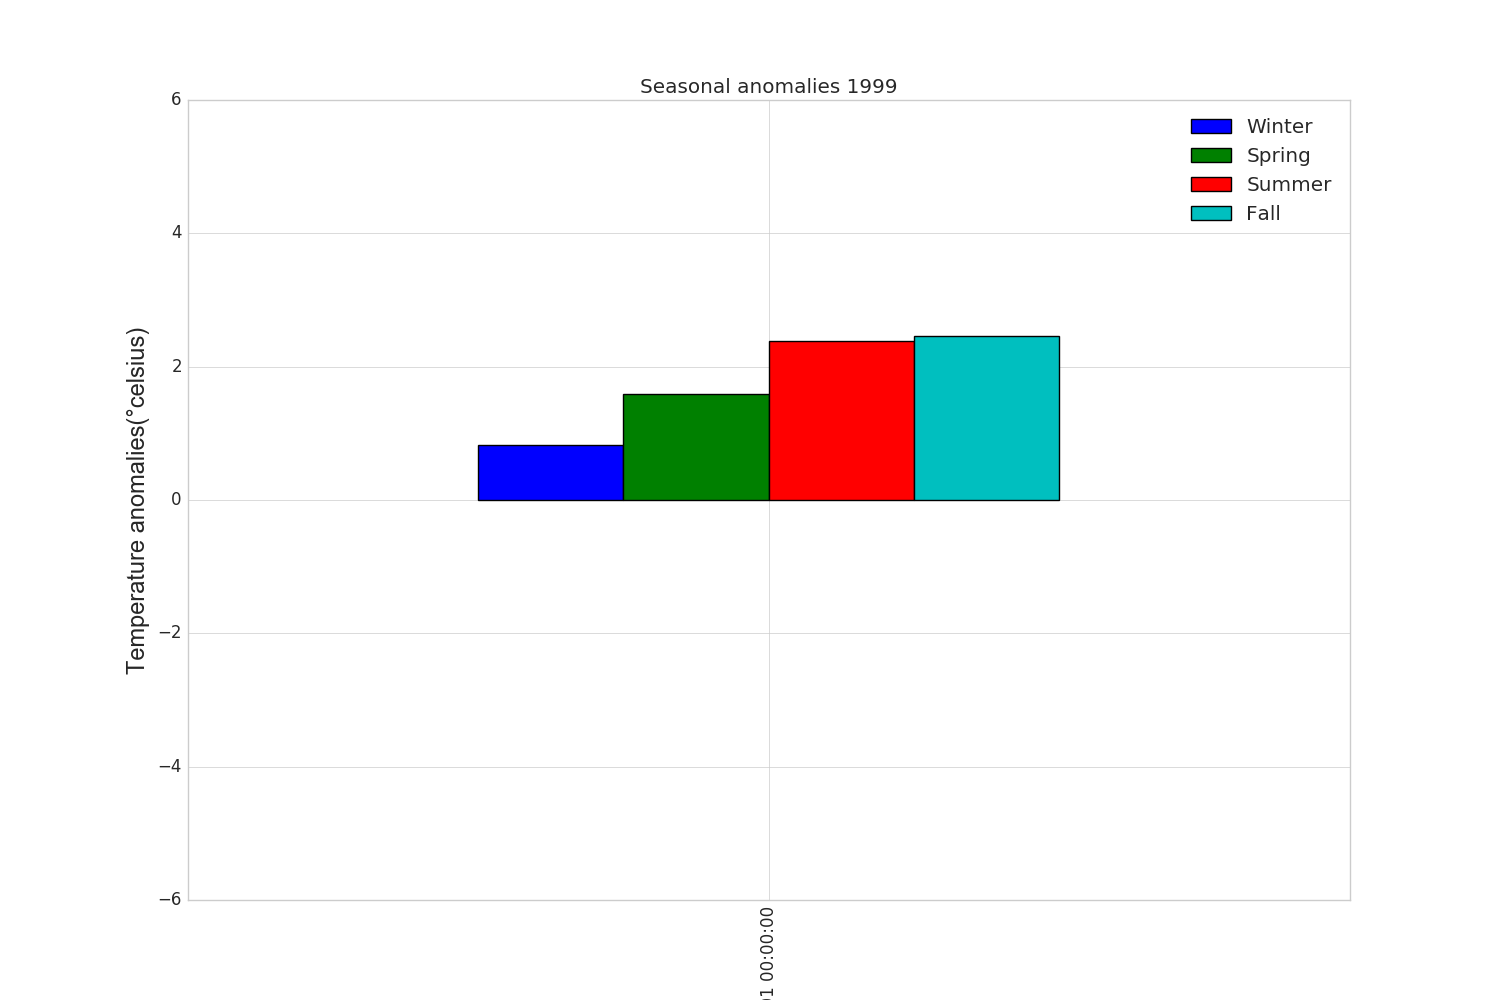 Seasonal anomalies 1999
Winter
Spring
Summer
Fall
6
4
2
0
−2
−4
−6
Temperature anomalies(°celsius)
00:00:00